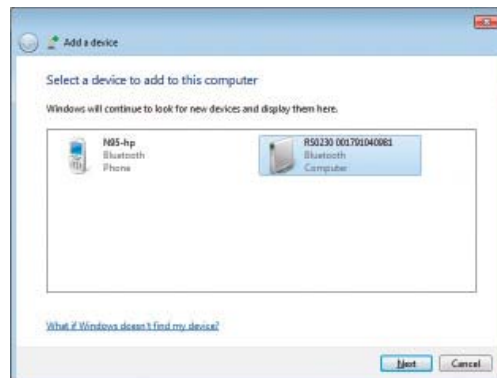 Add a device
Select a device to add to this computer
Windows will continue to look for new devices and display them here.
N95-hp
Bluetooth
Phone
RS0230 001791040981
Bluetooth
Computer
What if Windows doesn't find my device?
Next
Cancel